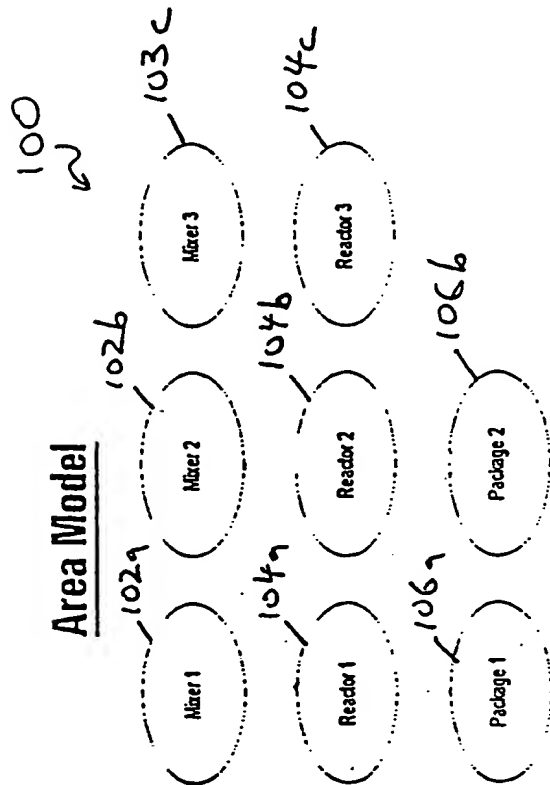 100
Area Model
102a 102b 103c
Mixer 1 Mixer 2 Mixer 3
104a 104b 104c
Reactor 1 Reactor 2 Reactor 3
106a 106b
Package 1 Package 2